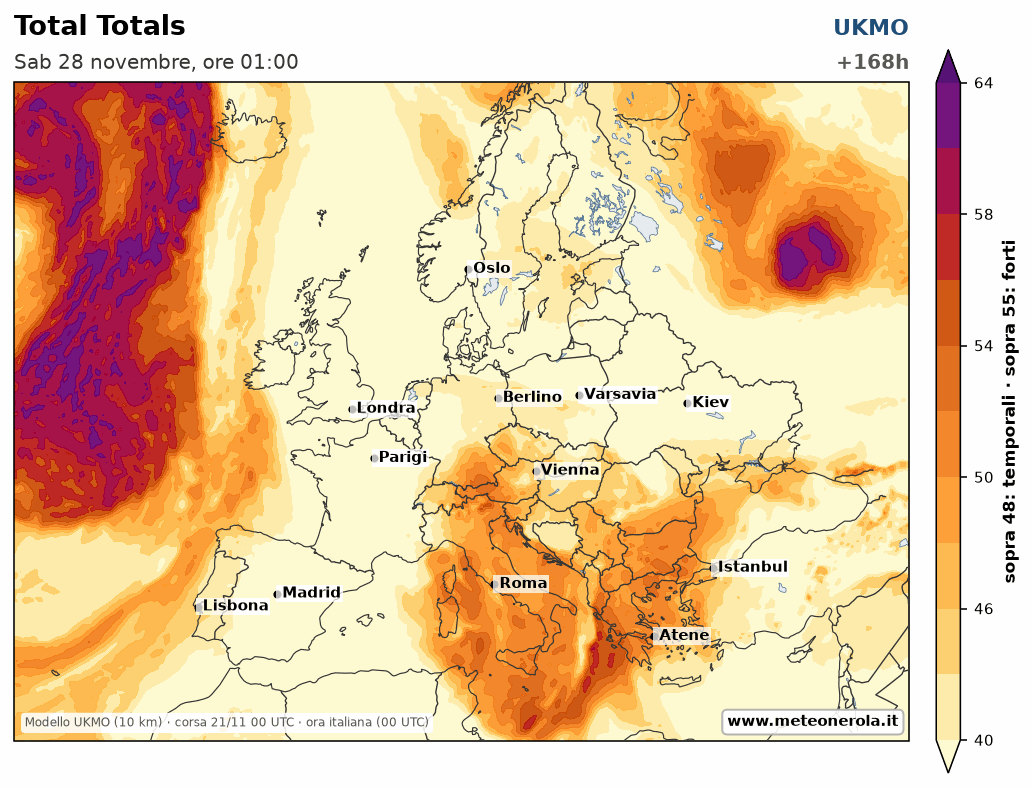 Total Totals
UKMO
Sab 28 novembre, ore 01:00
+168h
64
58
54
50
46
40
sopra 48: temporali · sopra 55: forti
Oslo
Londra
Berlino
Varsavia
Kiev
Parigi
Vienna
Istanbul
Roma
Madrid
Lisbona
Atene
Modello UKMO (10 km) · corsa 21/11 00 UTC · ora italiana (00 UTC)
www.meteonerola.it